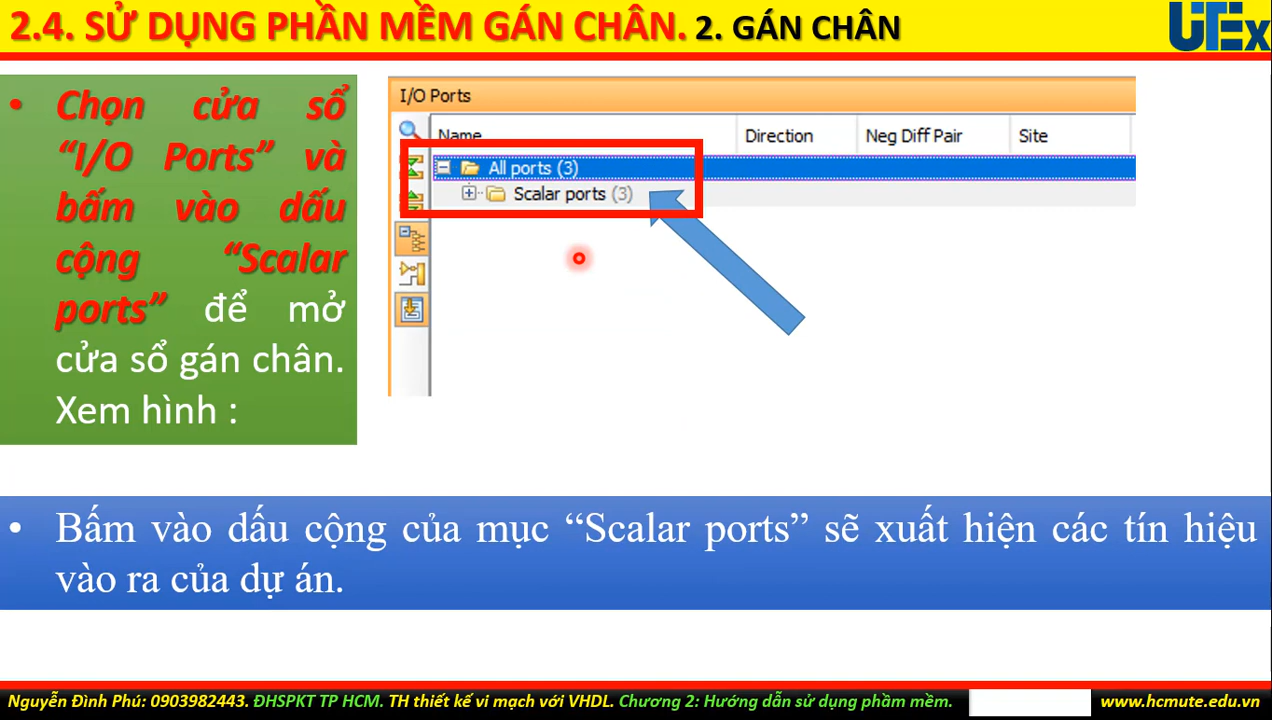 2.4. SỬ DỤNG PHẦN MỀM GÁN CHÂN. 2. GÁN CHÂN
UTEx
• Chọn cửa sổ
“I/O Ports” và
bấm vào dấu
cộng “Scalar
ports” để mở
cửa sổ gán chân.
Xem hình :
I/O Ports
Name Direction Neg Diff Pair Site
All ports (3)
Scalar ports (3)
• Bấm vào dấu cộng của mục “Scalar ports” sẽ xuất hiện các tín hiệu
vào ra của dự án.
Nguyễn Đình Phú: 0903982443. ĐHSPKT TP HCM. TH thiết kế vi mạch với VHDL. Chương 2: Hướng dẫn sử dụng phầm mềm. www.hcmute.edu.vn